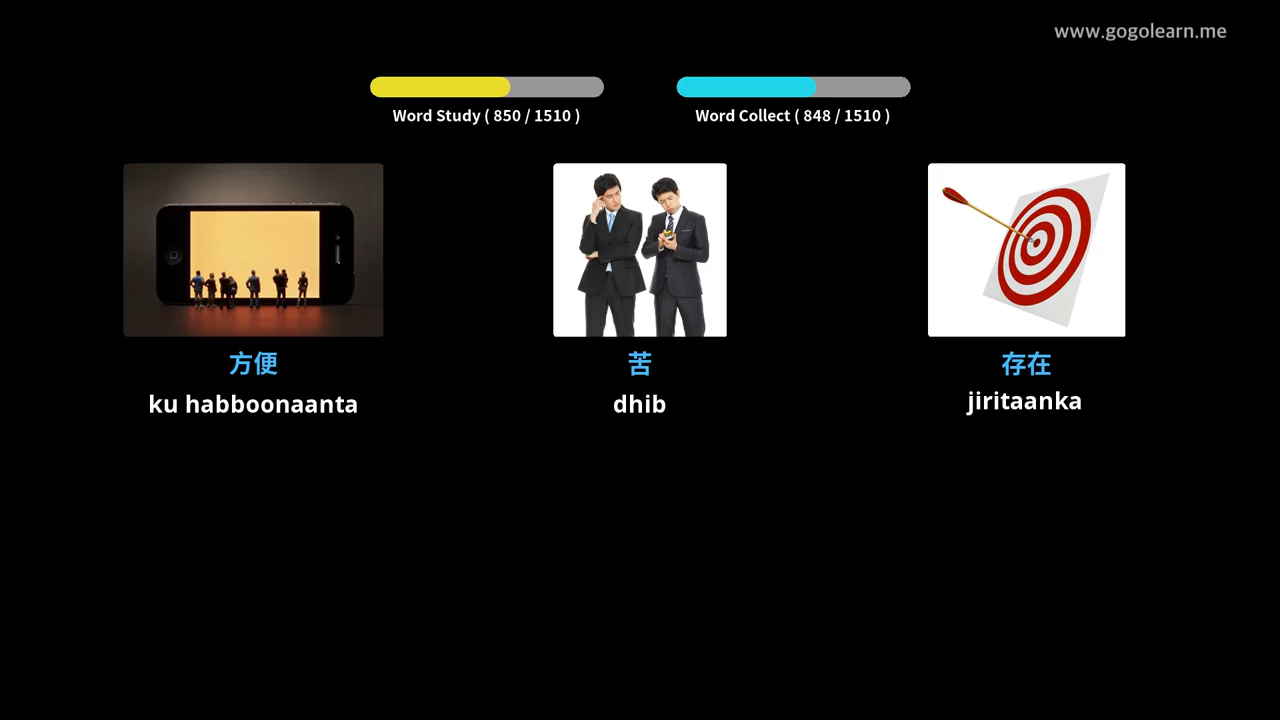 www.gogolearn.me
Word Study ( 850 / 1510 )
Word Collect ( 848 / 1510 )
方便
苦
存在
ku habboonaanta
dhib
jiritaanka